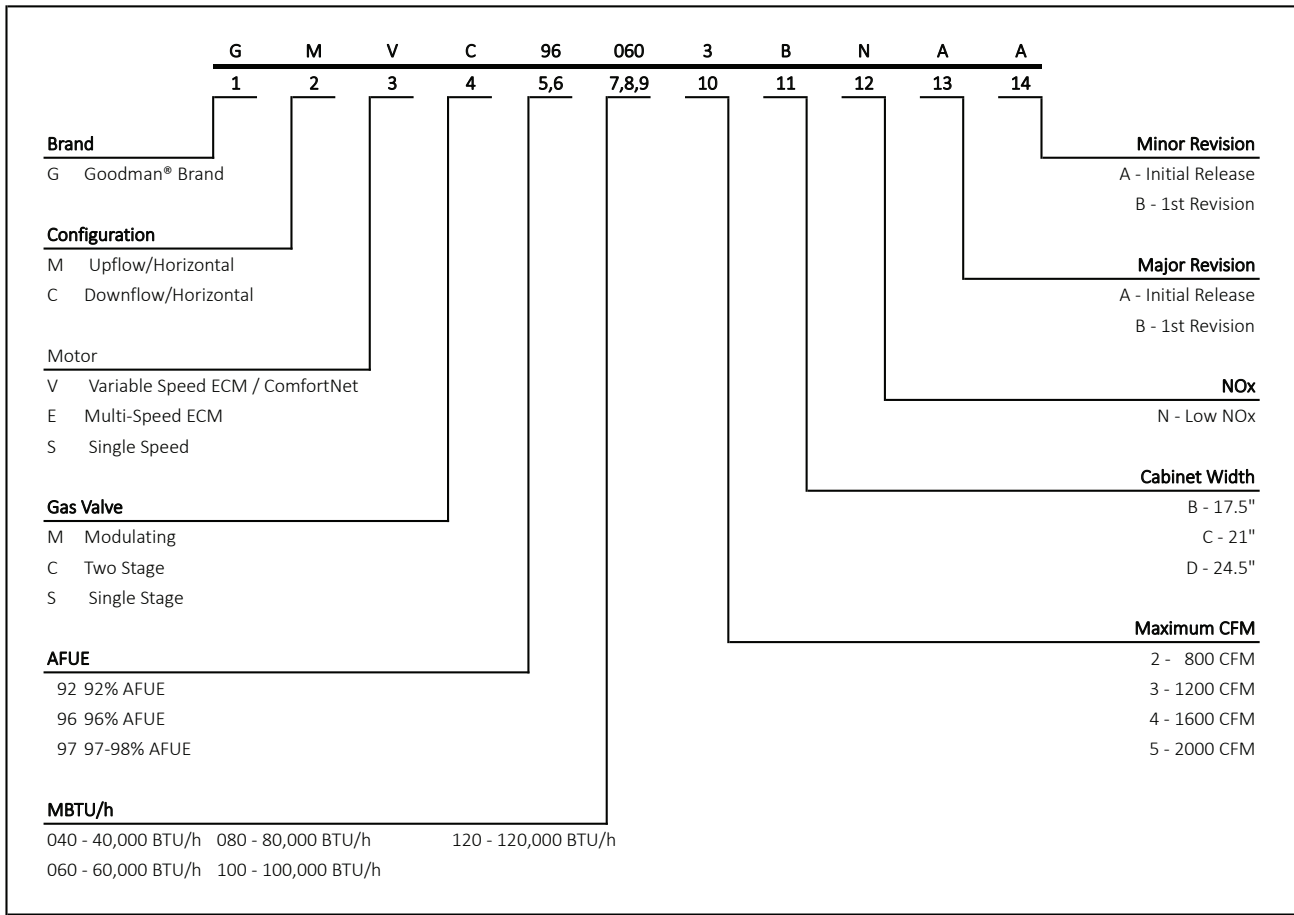 G M V C 96 060 3 B N A A
1 2 3 4 5,6 7,8,9 10 11 12 13 14
Brand
G Goodman® Brand
Configuration
M Upflow/Horizontal
C Downflow/Horizontal
Motor
V Variable Speed ECM / ComfortNet
E Multi-Speed ECM
S Single Speed
Gas Valve
M Modulating
C Two Stage
S Single Stage
AFUE
92 92% AFUE
96 96% AFUE
97 97-98% AFUE
MBTU/h
040 - 40,000 BTU/h 080 - 80,000 BTU/h 120 - 120,000 BTU/h
060 - 60,000 BTU/h 100 - 100,000 BTU/h
Minor Revision
A - Initial Release
B - 1st Revision
Major Revision
A - Initial Release
B - 1st Revision
NOx
N - Low NOx
Cabinet Width
B - 17.5"
C - 21"
D - 24.5"
Maximum CFM
2 - 800 CFM
3 - 1200 CFM
4 - 1600 CFM
5 - 2000 CFM